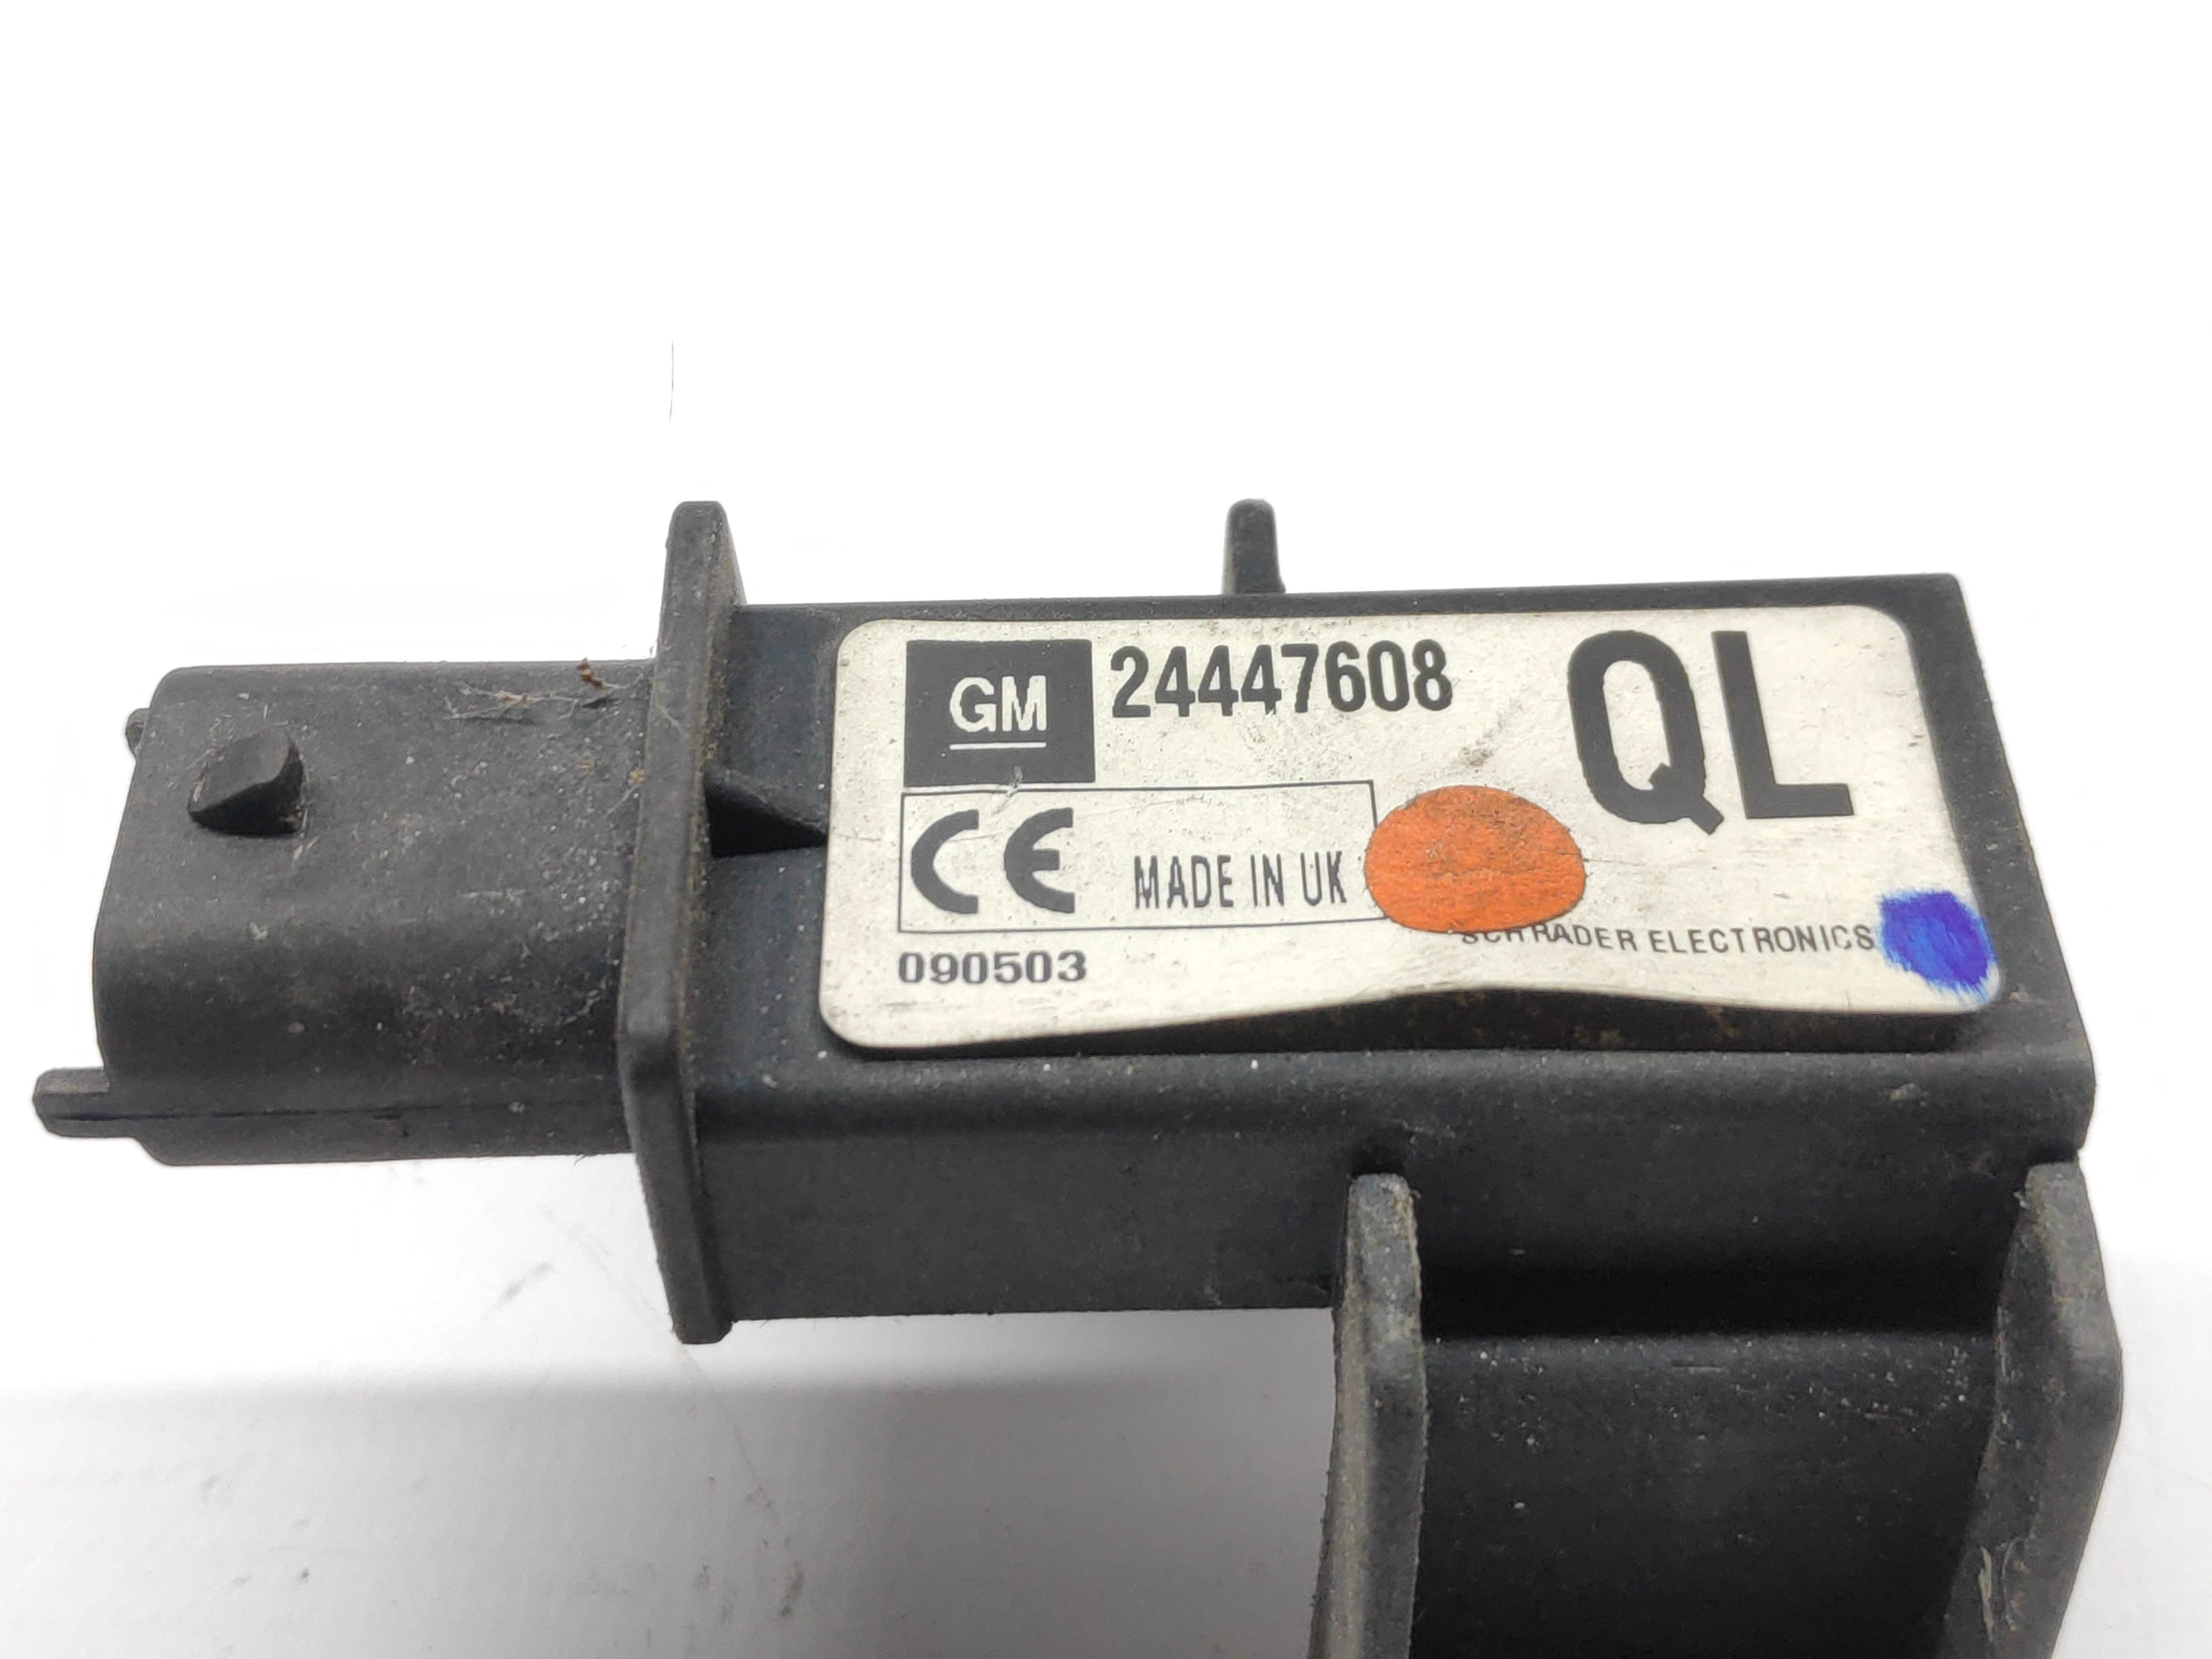 GM 24447608 QL
CE MADE IN UK
SCHRADER ELECTRONICS
090503